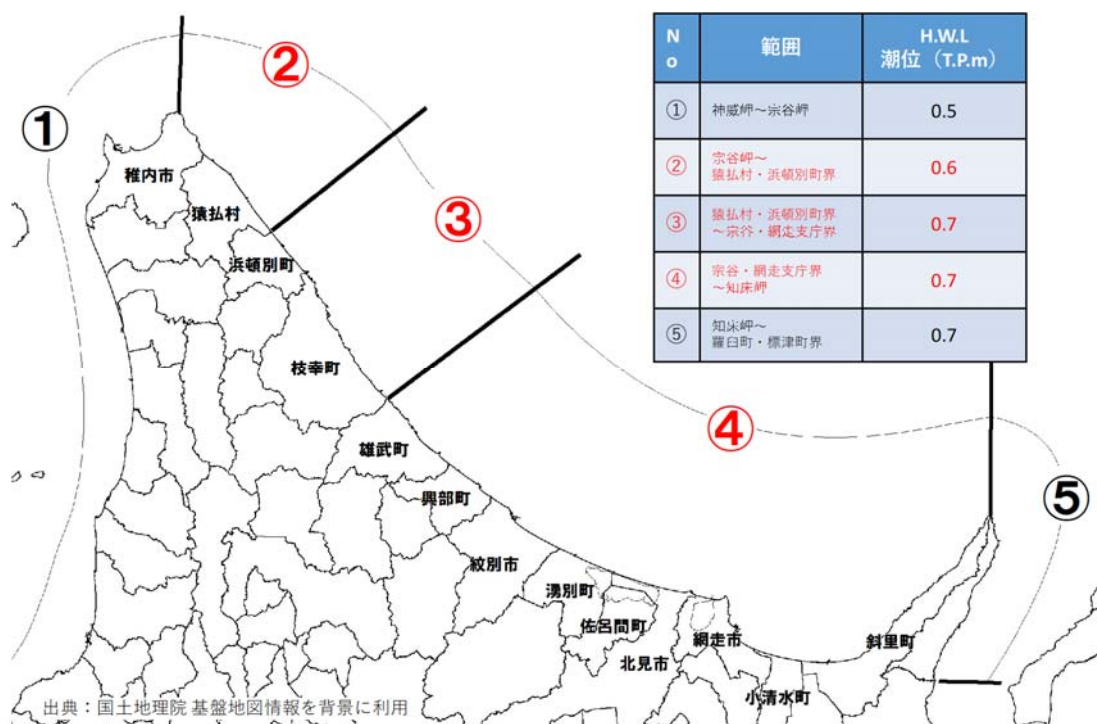 No 範囲 H.W.L 潮位（T.P.m）
① 神威岬～宗谷岬 0.5
② 宗谷岬～ 猿払村・浜頓別町界 0.6
③ 猿払村・浜頓別町界 ～宗谷・網走支庁界 0.7
④ 宗谷・網走支庁界 ～知床岬 0.7
⑤ 知床岬～ 羅臼町・標津町界 0.7
②
①
稚内市
猿払村
③
浜頓別町
枝幸町
④
雄武町
興部町
⑤
紋別市
湧別町
佐呂間町
網走市
斜里町
北見市
小清水町
出典：国土地理院 基盤地図情報を背景に利用